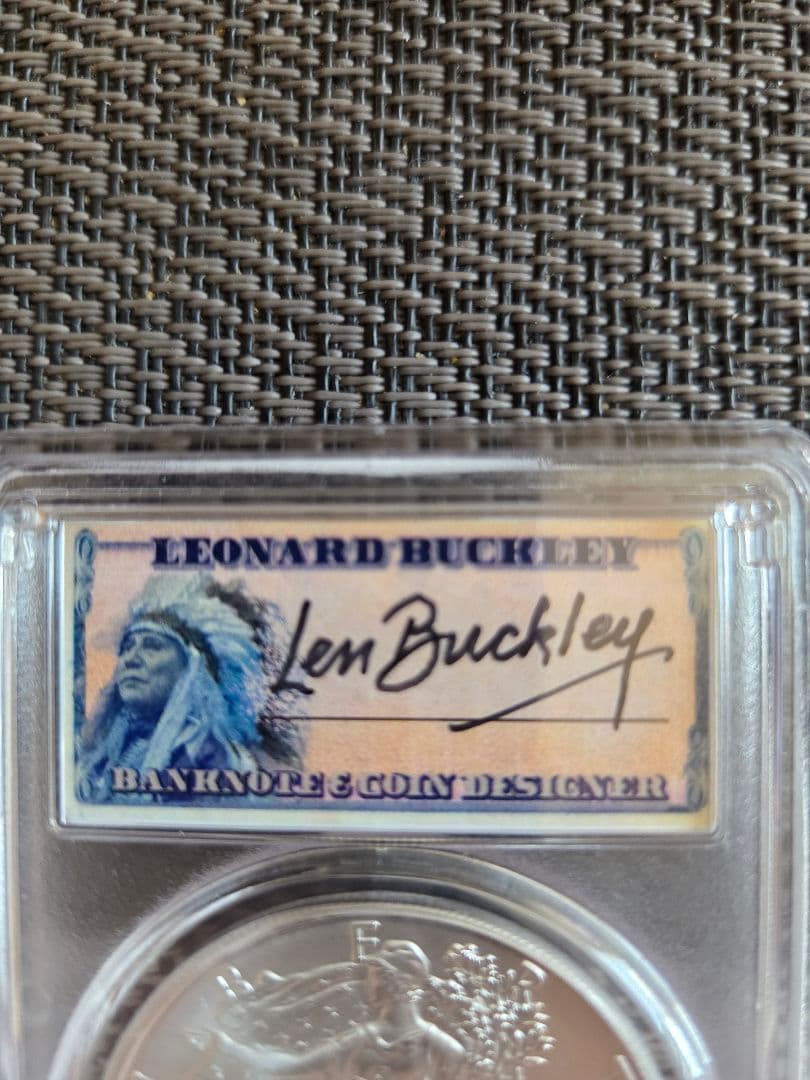 LEONARD BUCKLEY
Len Buckley
BANKNOTE & COIN DESIGNER
B E